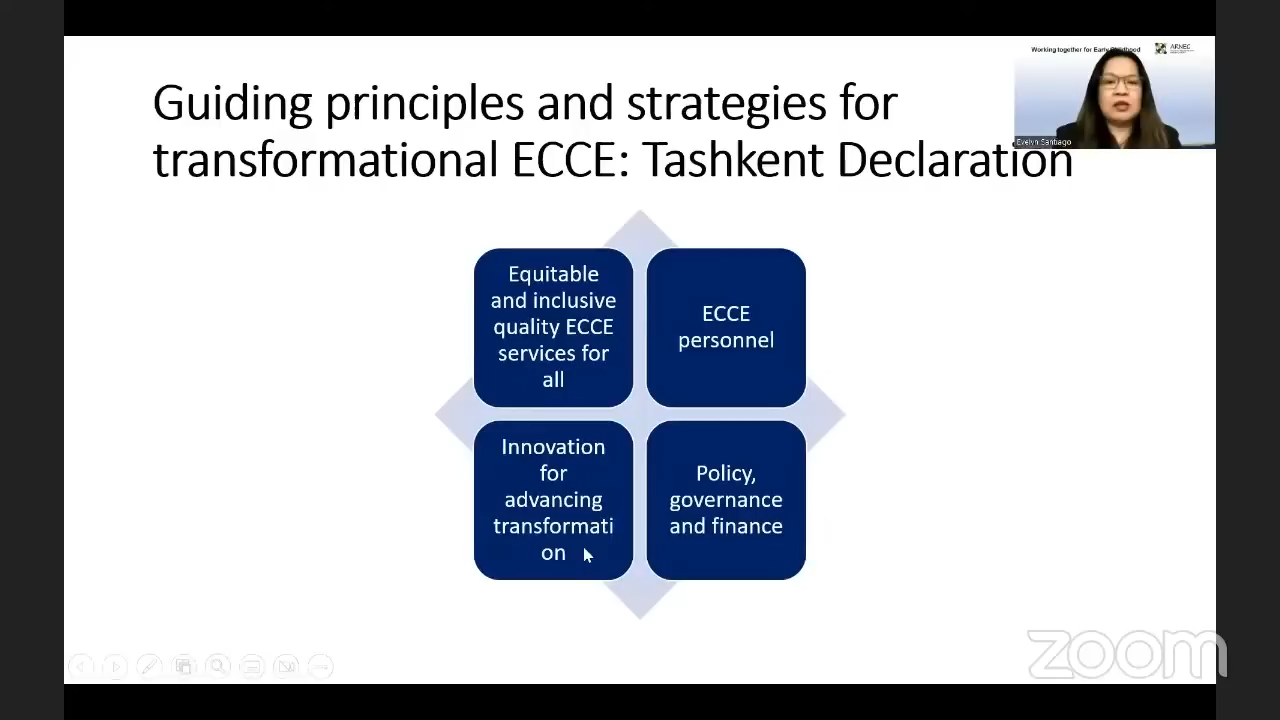 Working together for Early Childhood
ARNEC
Evelyn Santiago
Guiding principles and strategies for
transformational ECCE: Tashkent Declaration
Equitable
and inclusive
quality ECCE
services for
all
ECCE
personnel
Innovation
for
advancing
transformati
on
Policy,
governance
and finance
zoom